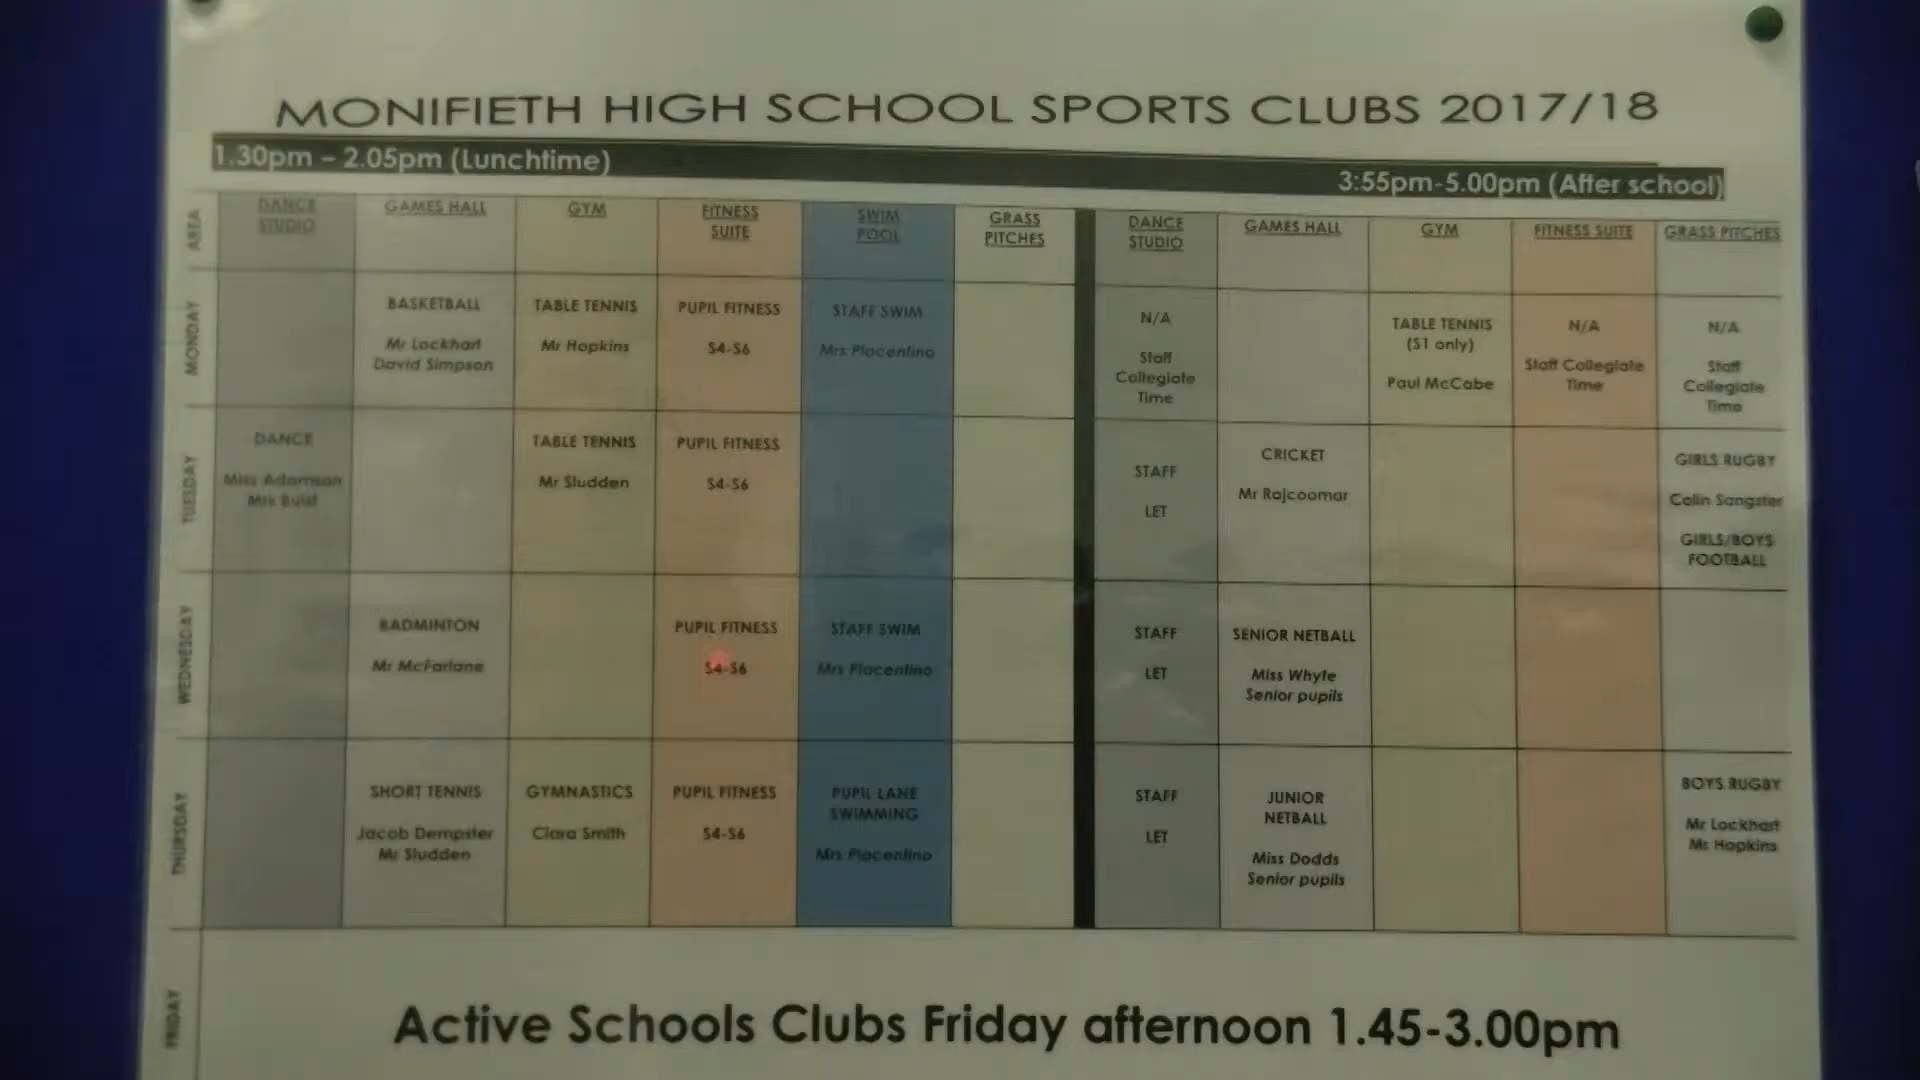 MONIFIETH HIGH SCHOOL SPORTS CLUBS 2017/18
1.30pm – 2.05pm (Lunchtime)
3:55pm-5.00pm (After school)
AREA
DANCE
STUDIO
GAMES HALL
GYM
FITNESS
SUITE
SWIM
POOL
GRASS
PITCHES
DANCE
STUDIO
GAMES HALL
GYM
FITNESS SUITE
GRASS PITCHES
MONDAY
BASKETBALL
Mr Lockhart
David Simpson
TABLE TENNIS
Mr Hopkins
PUPIL FITNESS
S4-S6
STAFF SWIM
Mrs Piacentino
N/A
Staff
Collegiate
Time
TABLE TENNIS
(S1 only)
Paul McCabe
N/A
Staff Collegiate
Time
N/A
Staff
Collegiate
Time
TUESDAY
DANCE
Miss Adamson
Mrs Buist
TABLE TENNIS
Mr Sludden
PUPIL FITNESS
S4-S6
STAFF
LET
CRICKET
Mr Rajcoomar
GIRLS RUGBY
Colin Sangster
GIRLS/BOYS
FOOTBALL
WEDNESDAY
BADMINTON
Mr McFarlane
PUPIL FITNESS
S4-S6
STAFF SWIM
Mrs Piacentino
STAFF
LET
SENIOR NETBALL
Miss Whyte
Senior pupils
THURSDAY
SHORT TENNIS
Jacob Dempster
Mr Sludden
GYMNASTICS
Clara Smith
PUPIL FITNESS
S4-S6
PUPIL LANE
SWIMMING
Mrs Piacentino
STAFF
LET
JUNIOR
NETBALL
Miss Dodds
Senior pupils
BOYS RUGBY
Mr Lockhart
Mr Hopkins
FRIDAY
Active Schools Clubs Friday afternoon 1.45-3.00pm